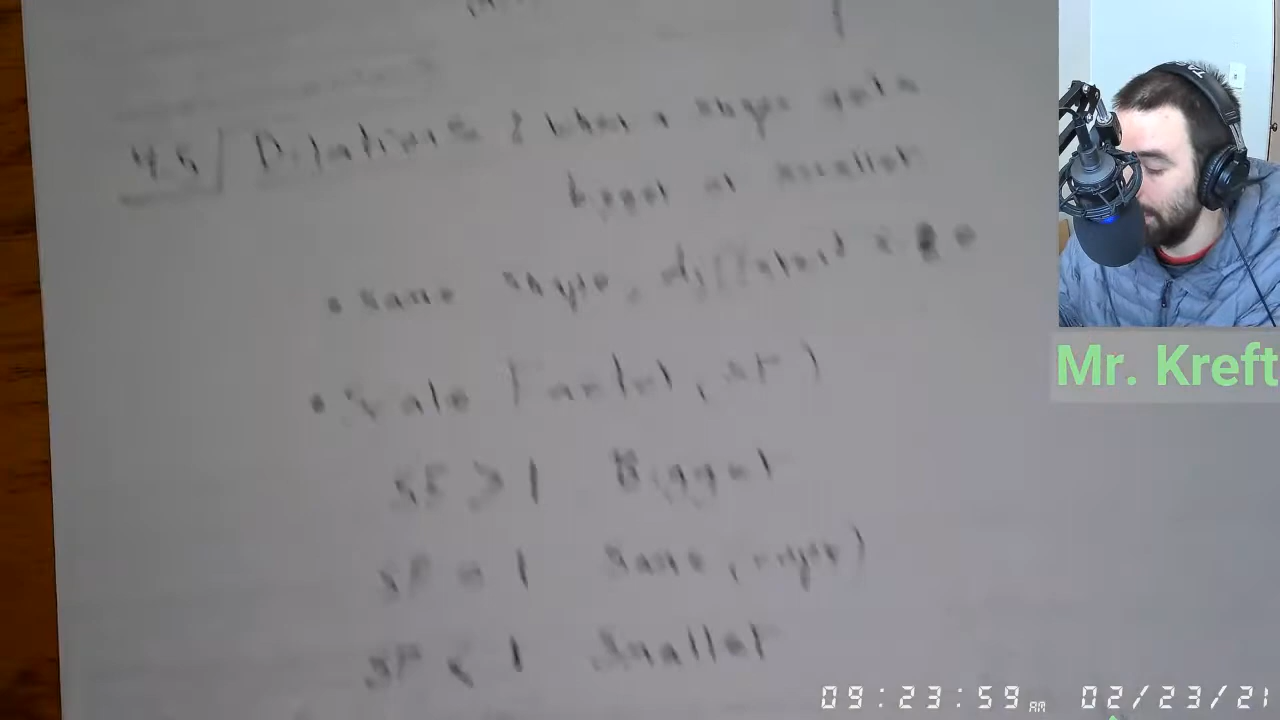 4.5 Dilations: when a shape gets
bigger or smaller
• same shape, different size
• Scale Factor (SF)
SF > 1 Bigger
SF = 1 Same
SF < 1 Smaller
Mr. Kreft
09:23:59 AM 02/23/21